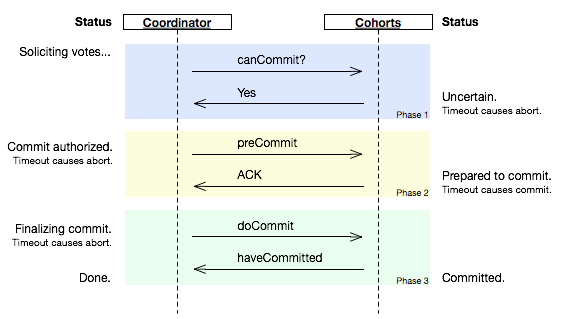 Status
Coordinator
Cohorts
Status
Soliciting votes...
canCommit?
Yes
Uncertain.
Timeout causes abort.
Phase 1
Commit authorized.
Timeout causes abort.
preCommit
ACK
Prepared to commit.
Timeout causes commit.
Phase 2
Finalizing commit.
Timeout causes abort.
doCommit
haveCommitted
Done.
Committed.
Phase 3